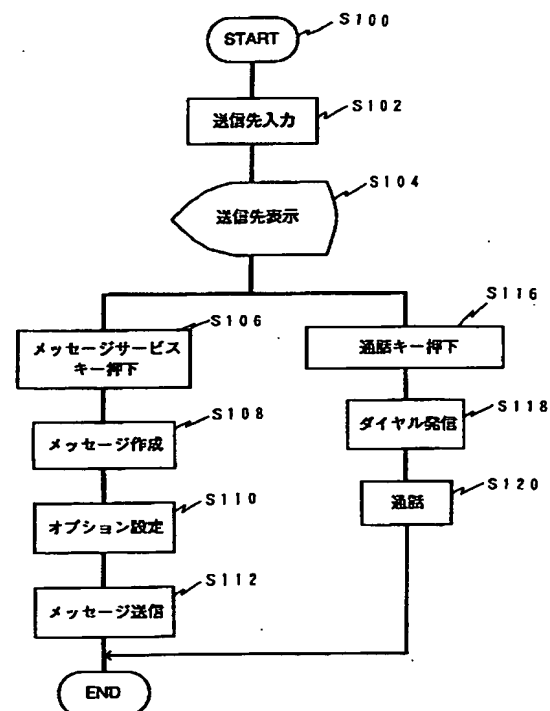 S100
START
送信先入力
S102
送信先表示
S104
メッセージサービス
キー押下
S106
通話キー押下
S116
メッセージ作成
S108
ダイヤル発信
S118
オプション設定
S110
通話
S120
メッセージ送信
S112
END